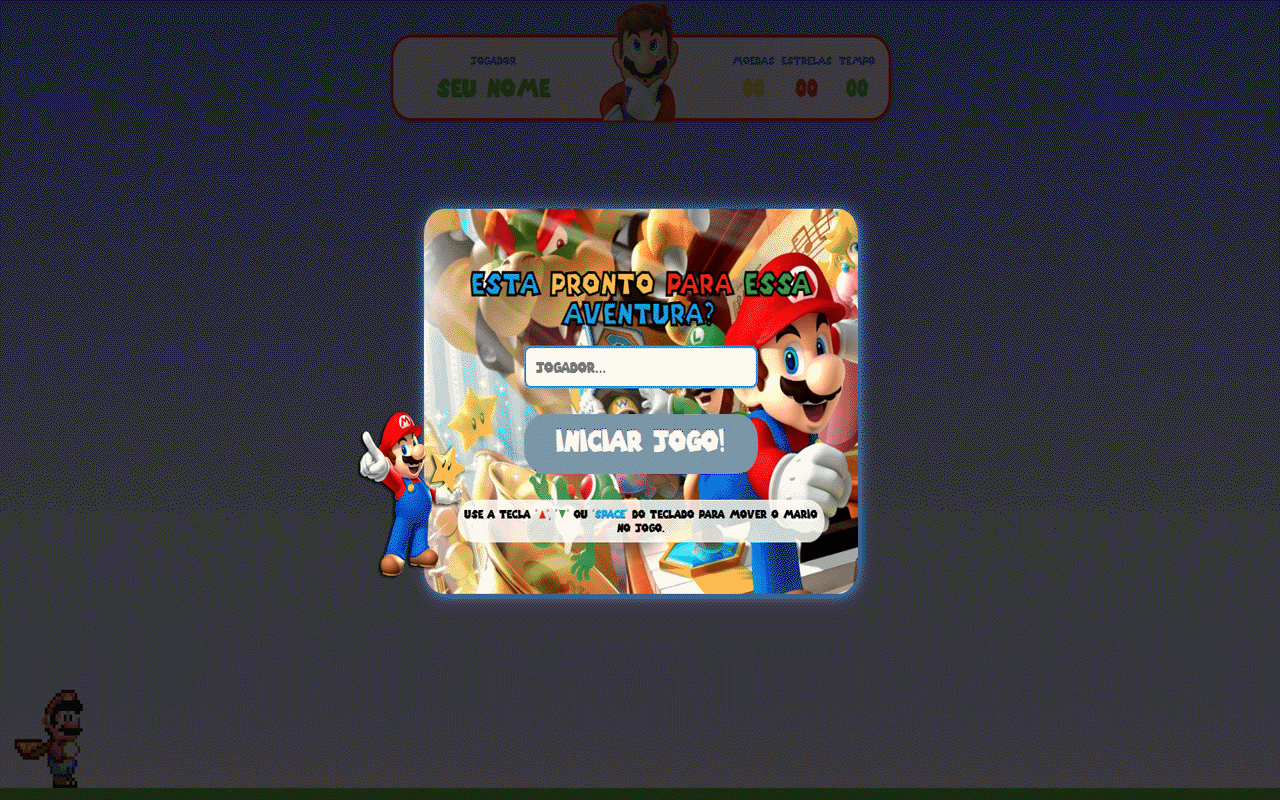 JOGADOR
SEU NOME
MOEDAS ESTRELAS TEMPO
00 00 00
ESTA PRONTO PARA ESSA
AVENTURA?
JOGADOR...
INICIAR JOGO!
USE A TECLA "▲", "▼" OU "SPACE" DO TECLADO PARA MOVER O MARIO
NO JOGO.